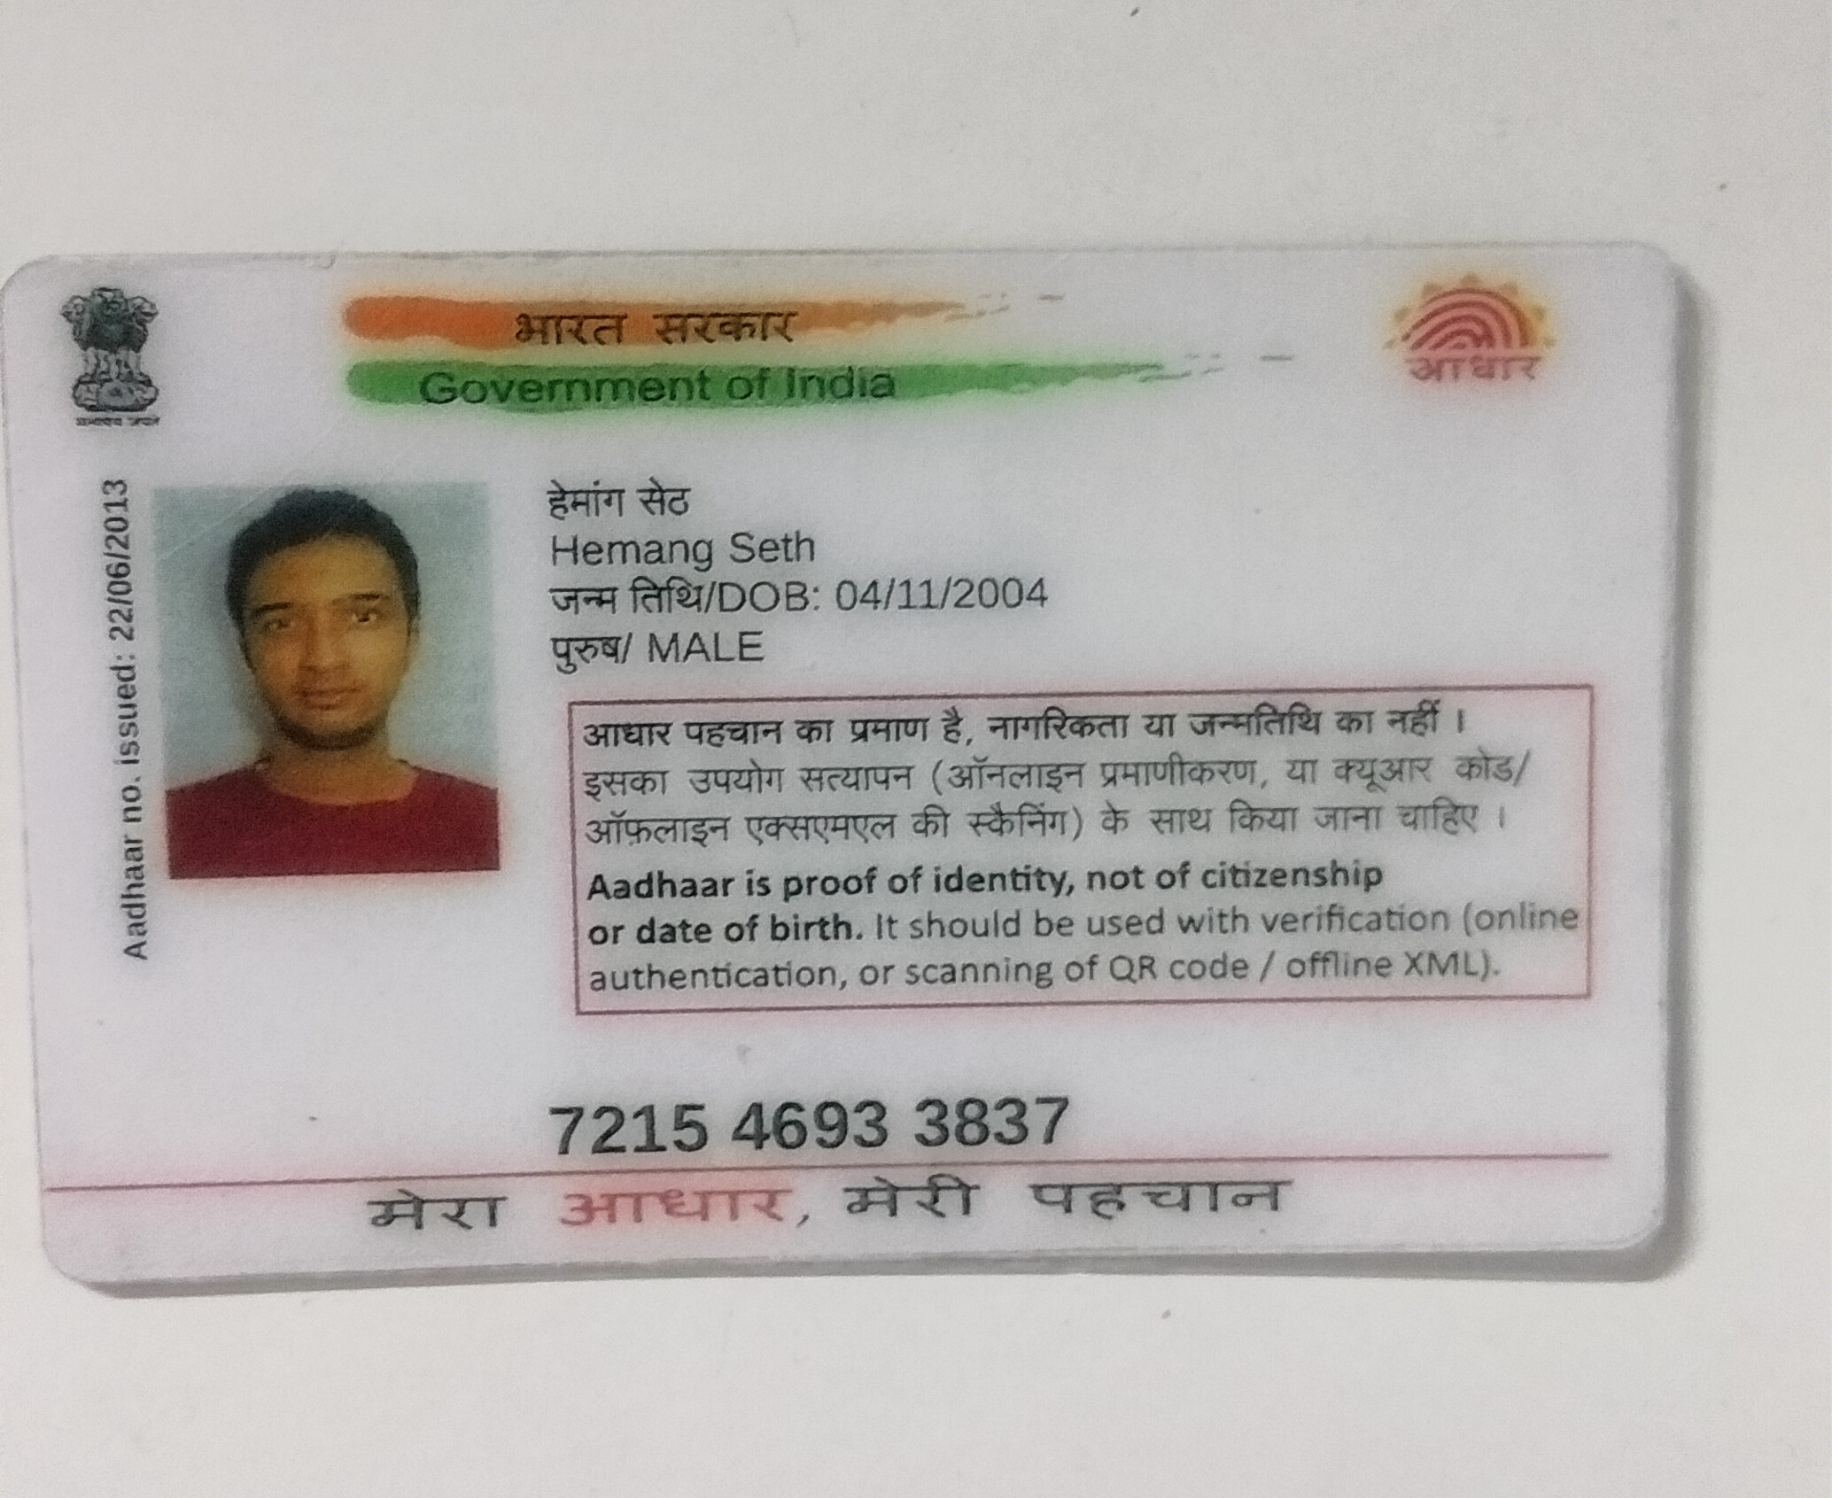 भारत सरकार
Government of India
आधार
Aadhaar no. issued: 22/06/2013
हेमांग सेठ
Hemang Seth
जन्म तिथि/DOB: 04/11/2004
पुरुष/ MALE
आधार पहचान का प्रमाण है, नागरिकता या जन्मतिथि का नहीं ।
इसका उपयोग सत्यापन (ऑनलाइन प्रमाणीकरण, या क्यूआर कोड/
ऑफ़लाइन एक्सएमएल की स्कैनिंग) के साथ किया जाना चाहिए ।
Aadhaar is proof of identity, not of citizenship
or date of birth. It should be used with verification (online
authentication, or scanning of QR code / offline XML).
7215 4693 3837
मेरा आधार, मेरी पहचान